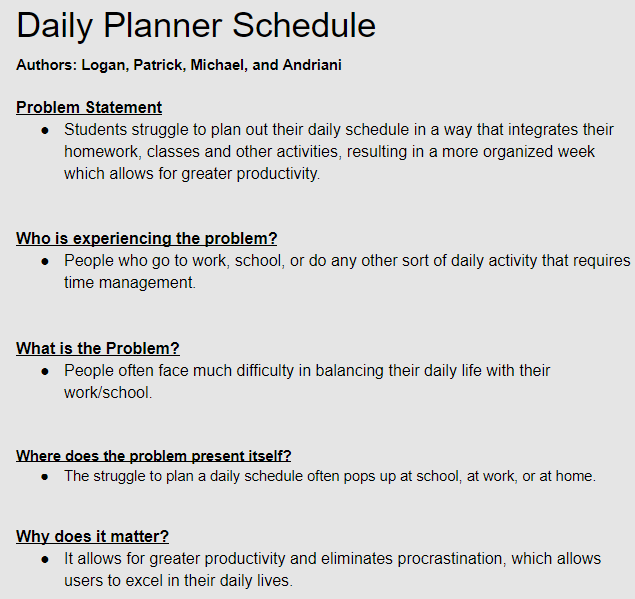 Daily Planner Schedule
Authors: Logan, Patrick, Michael, and Andriani
Problem Statement
● Students struggle to plan out their daily schedule in a way that integrates their
homework, classes and other activities, resulting in a more organized week
which allows for greater productivity.
Who is experiencing the problem?
● People who go to work, school, or do any other sort of daily activity that requires
time management.
What is the Problem?
● People often face much difficulty in balancing their daily life with their
work/school.
Where does the problem present itself?
● The struggle to plan a daily schedule often pops up at school, at work, or at home.
Why does it matter?
● It allows for greater productivity and eliminates procrastination, which allows
users to excel in their daily lives.